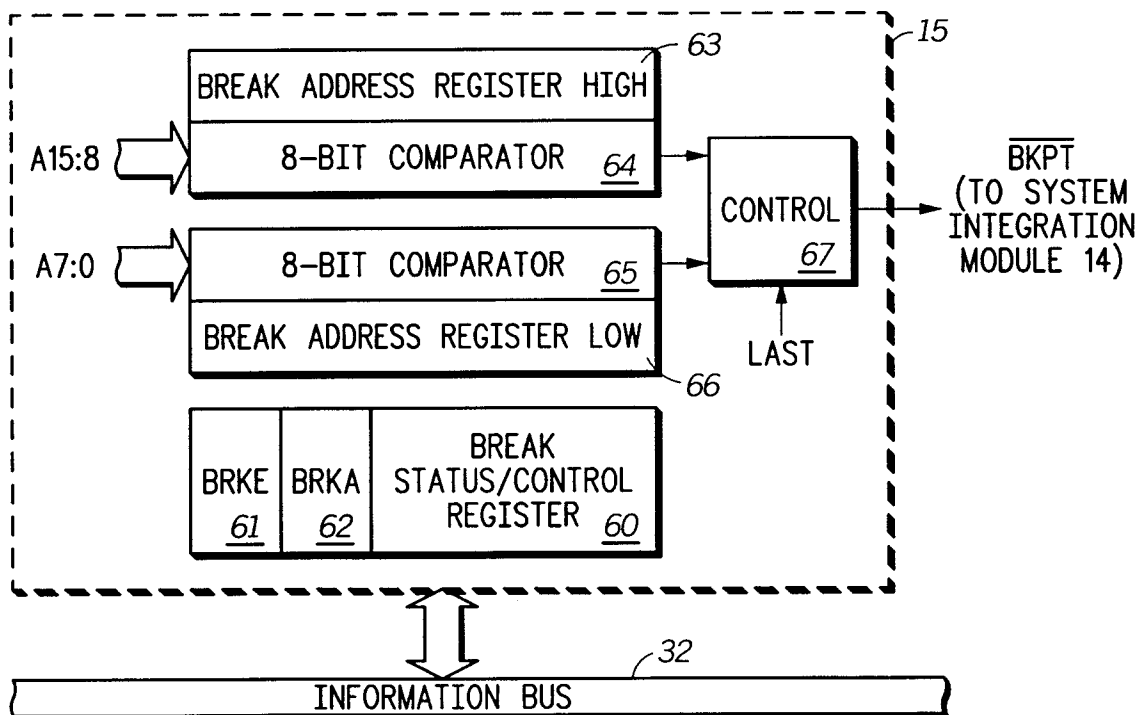 15
63
BREAK ADDRESS REGISTER HIGH
A15:8
8-BIT COMPARATOR
64
A7:0
8-BIT COMPARATOR
65
BREAK ADDRESS REGISTER LOW
66
CONTROL
67
LAST
BKPT
(TO SYSTEM
INTEGRATION
MODULE 14)
BRKE
61
BRKA
62
BREAK
STATUS/CONTROL
REGISTER
60
32
INFORMATION BUS